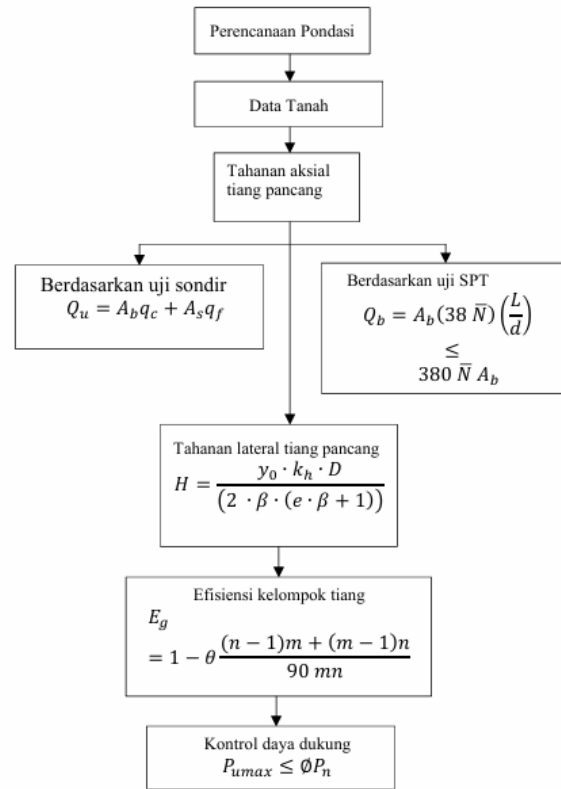 Perencanaan Pondasi
Data Tanah
Tahanan aksial
tiang pancang
Berdasarkan uji sondir
Q_u = A_b q_c + A_s q_f
Berdasarkan uji SPT
Q_b = A_b (38 N̅) (L/d)
≤
380 N̅ A_b
Tahanan lateral tiang pancang
H = y_0 · k_h · D / (2 · β · (e · β + 1))
Efisiensi kelompok tiang
E_g
= 1 − θ (n − 1)m + (m − 1)n / 90 mn
Kontrol daya dukung
P_umax ≤ ∅P_n